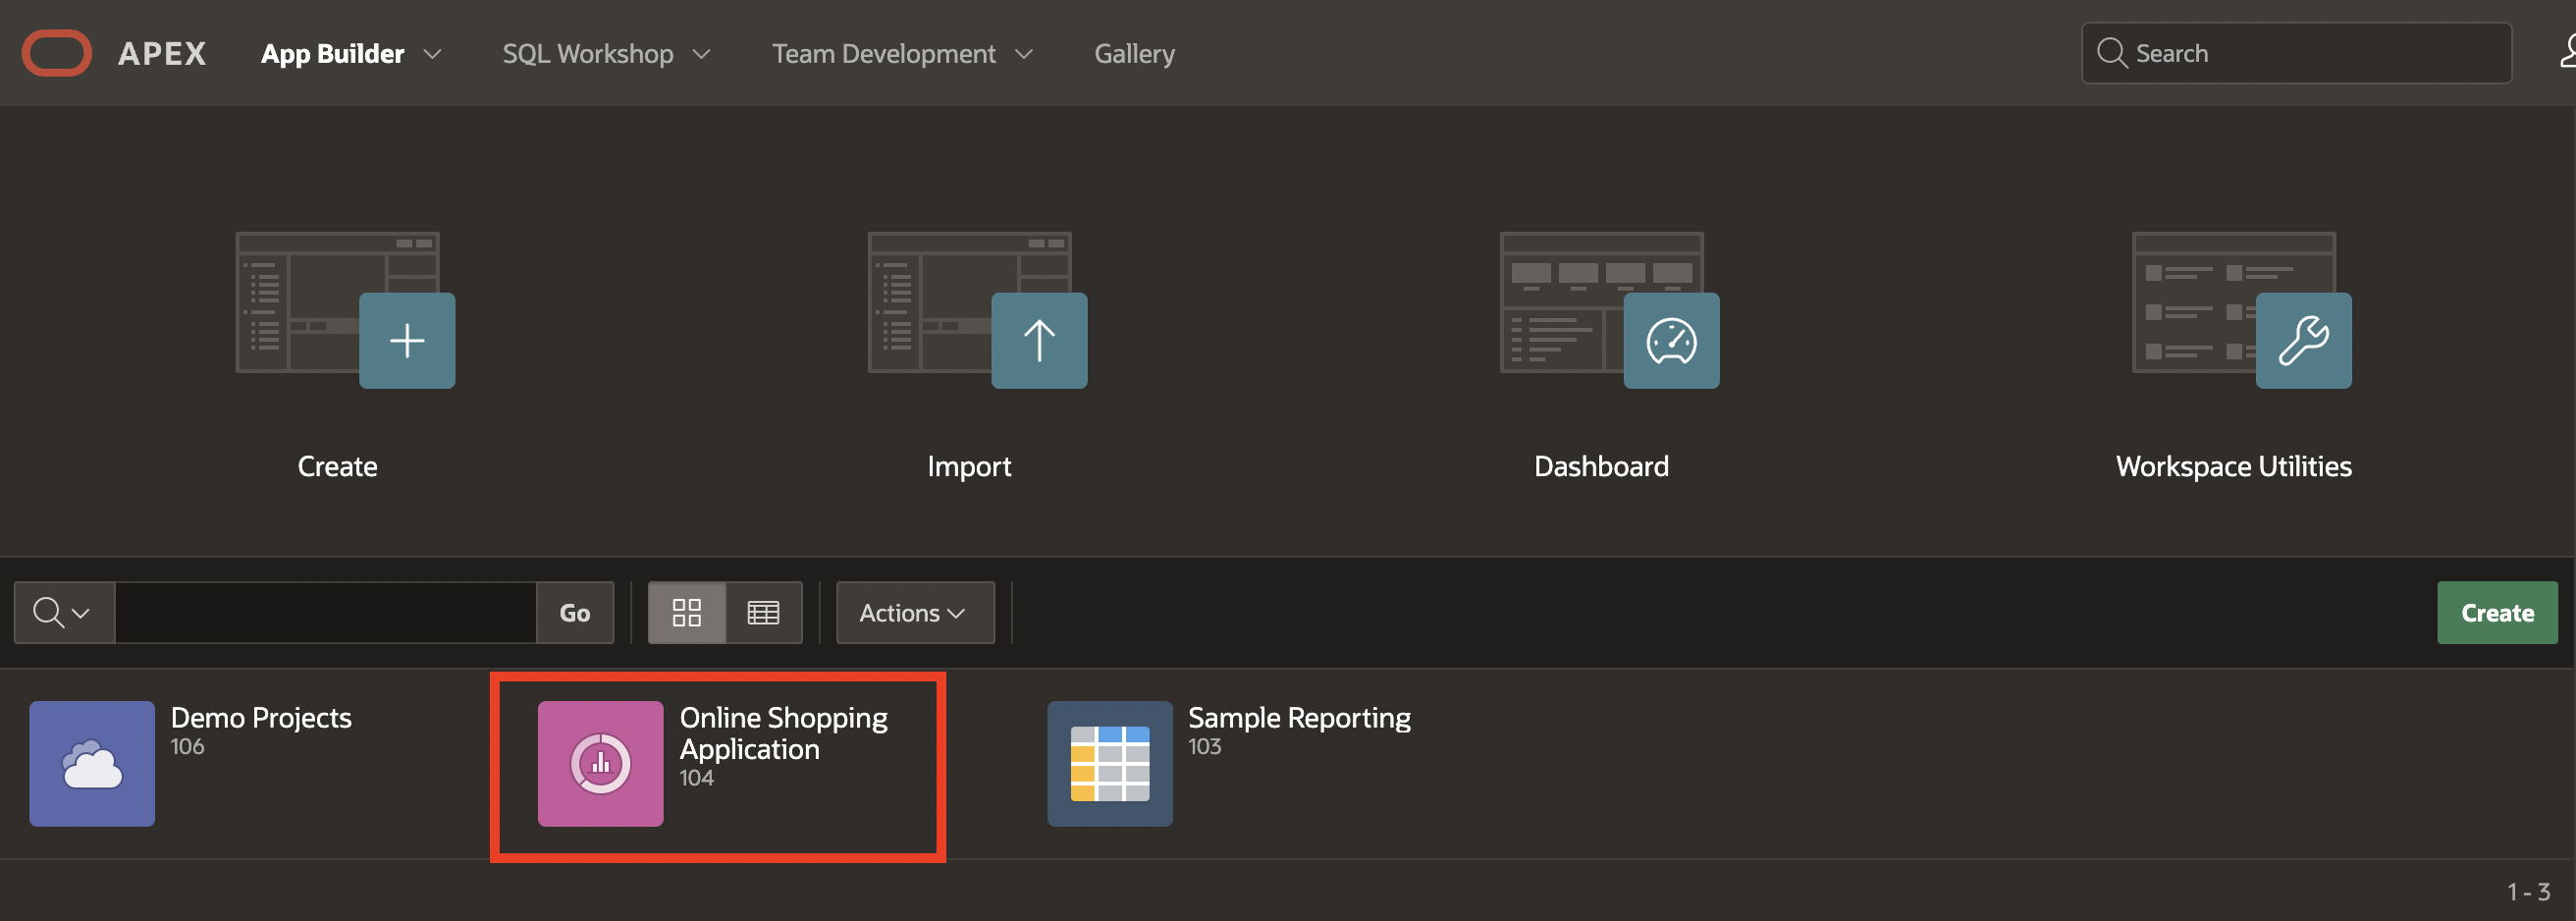 APEX App Builder SQL Workshop Team Development Gallery Search
Create Import Dashboard Workspace Utilities
Go Actions Create
Demo Projects
106
Online Shopping
Application
104
Sample Reporting
103
1 - 3